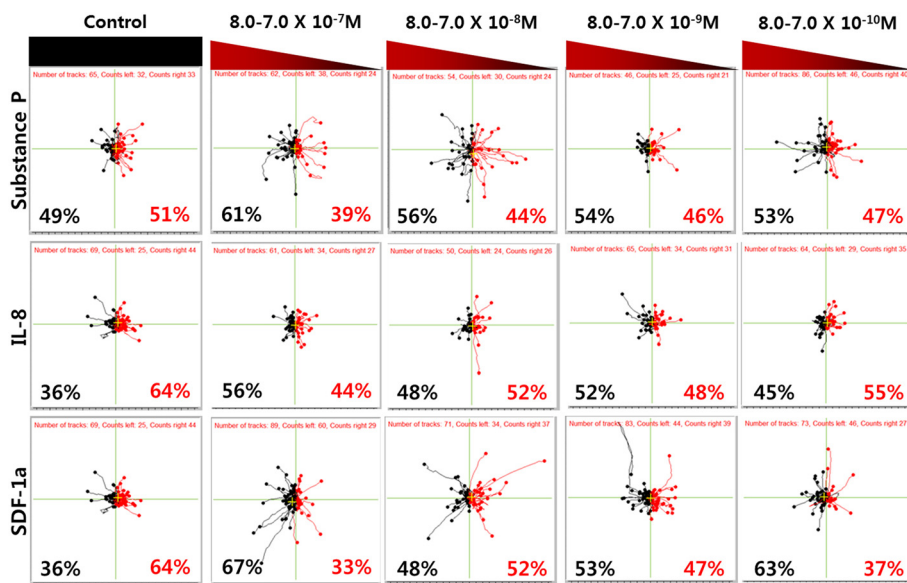 Control 8.0-7.0 X 10⁻⁷M 8.0-7.0 X 10⁻⁸M 8.0-7.0 X 10⁻⁹M 8.0-7.0 X 10⁻¹⁰M
Substance P
Number of tracks: 65, Counts left: 32, Counts right 33
Number of tracks: 62, Counts left: 38, Counts right 24
Number of tracks: 54, Counts left: 30, Counts right 24
Number of tracks: 46, Counts left: 25, Counts right 21
Number of tracks: 86, Counts left: 46, Counts right 40
49% 51% 61% 39% 56% 44% 54% 46% 53% 47%
IL-8
Number of tracks: 69, Counts left: 25, Counts right 44
Number of tracks: 61, Counts left: 34, Counts right 27
Number of tracks: 50, Counts left: 24, Counts right 26
Number of tracks: 65, Counts left: 34, Counts right 31
Number of tracks: 64, Counts left: 29, Counts right 35
36% 64% 56% 44% 48% 52% 52% 48% 45% 55%
SDF-1a
Number of tracks: 69, Counts left: 25, Counts right 44
Number of tracks: 89, Counts left: 60, Counts right 29
Number of tracks: 71, Counts left: 34, Counts right 37
Number of tracks: 83, Counts left: 44, Counts right 39
Number of tracks: 73, Counts left: 46, Counts right 27
36% 64% 67% 33% 48% 52% 53% 47% 63% 37%